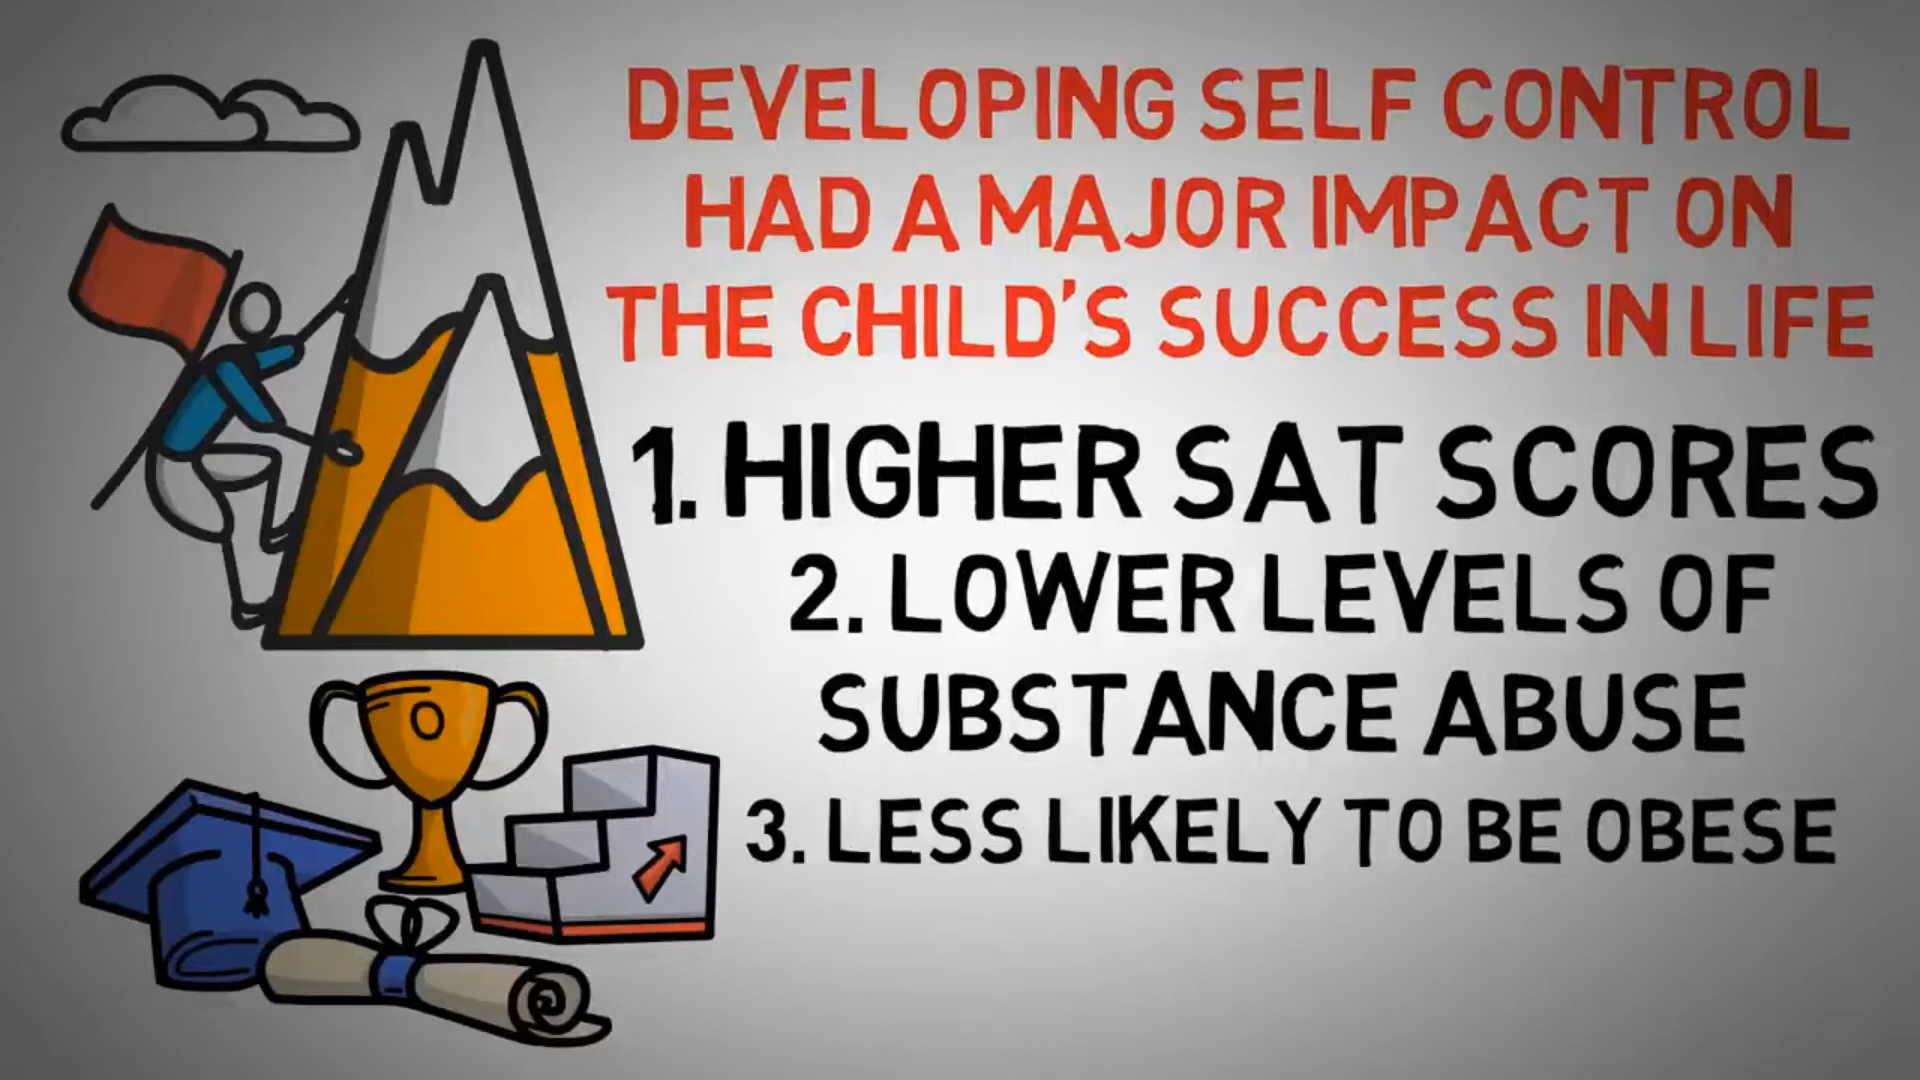 DEVELOPING SELF CONTROL
HAD A MAJOR IMPACT ON
THE CHILD'S SUCCESS IN LIFE
1. HIGHER SAT SCORES
2. LOWER LEVELS OF
SUBSTANCE ABUSE
3. LESS LIKELY TO BE OBESE